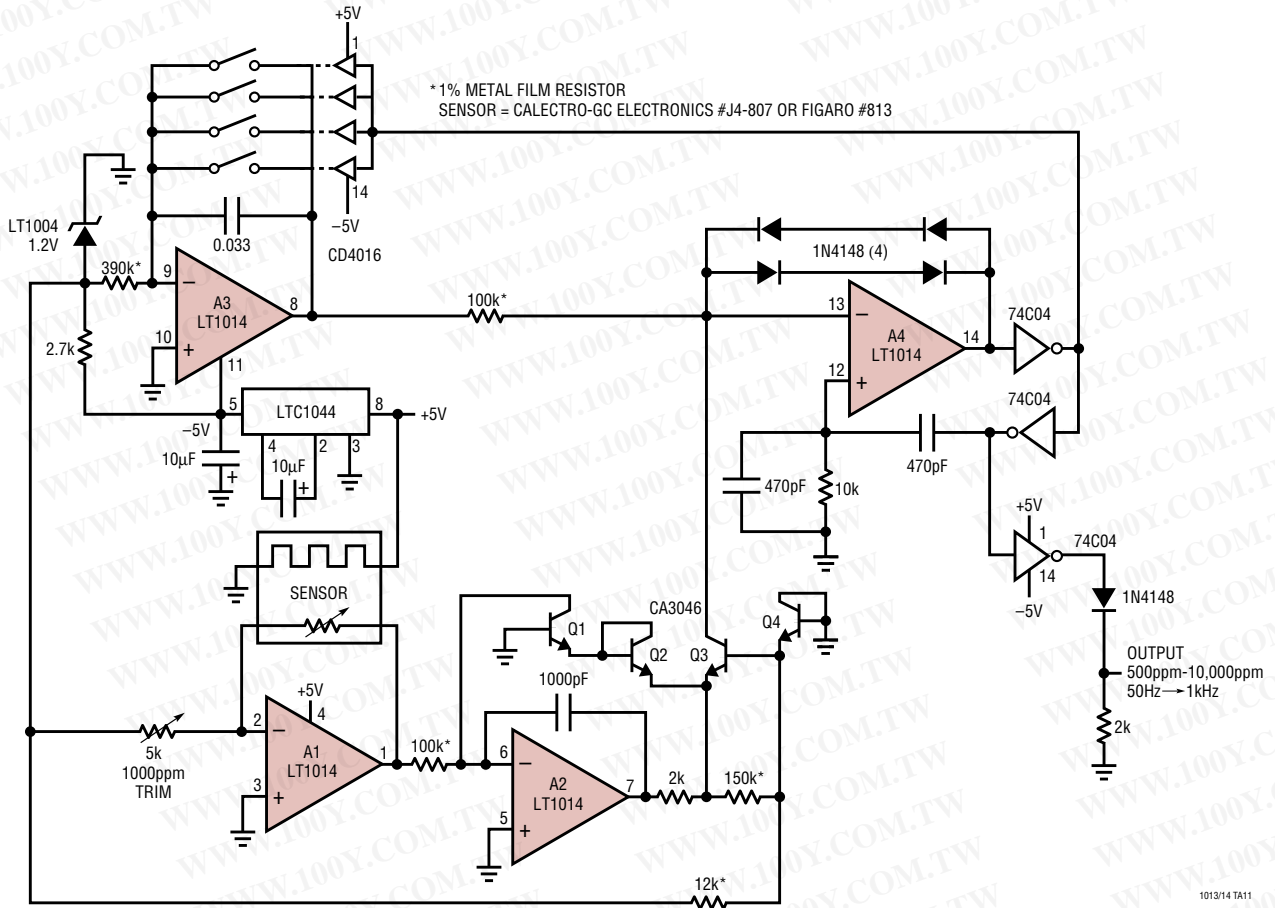 +5V
1
* 1% METAL FILM RESISTOR
SENSOR = CALECTRO-GC ELECTRONICS #J4-807 OR FIGARO #813
14
–5V
CD4016
LT1004
1.2V
0.033
390k*
9
–
A3
LT1014
8
10
+
11
2.7k
100k*
1N4148 (4)
13
–
A4
LT1014
14
12
+
74C04
74C04
5
LTC1044
8
+5V
–5V
4
2
3
10µF
+
10µF
+
470pF
470pF
10k
+5V
1
74C04
14
–5V
1N4148
OUTPUT
500ppm-10,000ppm
50Hz → 1kHz
2k
SENSOR
CA3046
Q1
Q2
Q3
Q4
1000pF
5k
1000ppm
TRIM
+5V
4
2
–
A1
LT1014
1
3
+
100k*
6
–
A2
LT1014
7
5
+
2k
150k*
12k*
1013/14 TA11
WWW.100Y.COM.TW